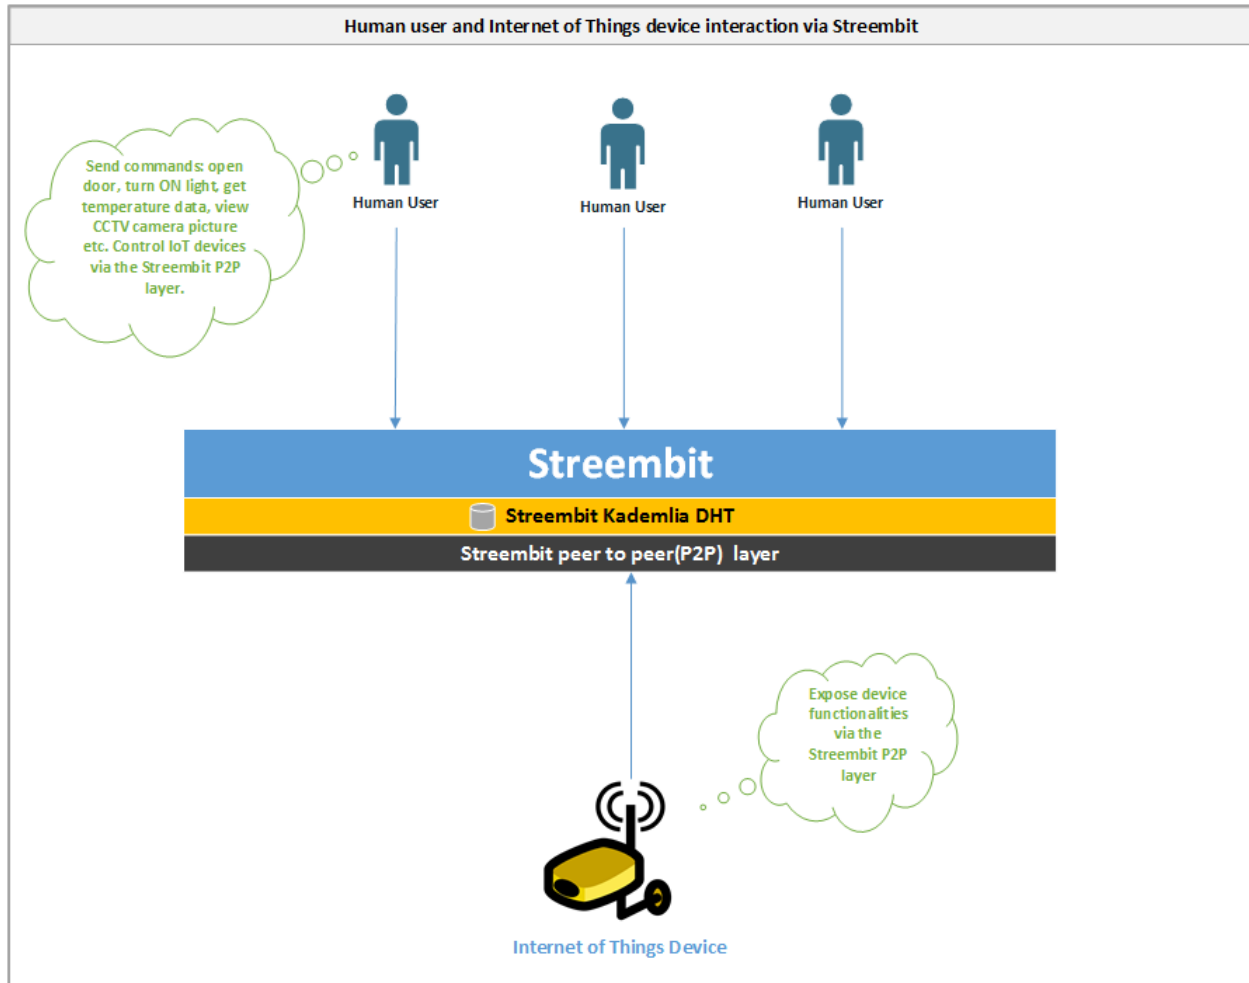 Human user and Internet of Things device interaction via Streembit
Send commands: open
door, turn ON light, get
temperature data, view
CCTV camera picture
etc. Control IoT devices
via the Streembit P2P
layer.
Human User
Human User
Human User
Streembit
Streembit Kademlia DHT
Streembit peer to peer(P2P) layer
Expose device
functionalities
via the
Streembit P2P
layer
Internet of Things Device